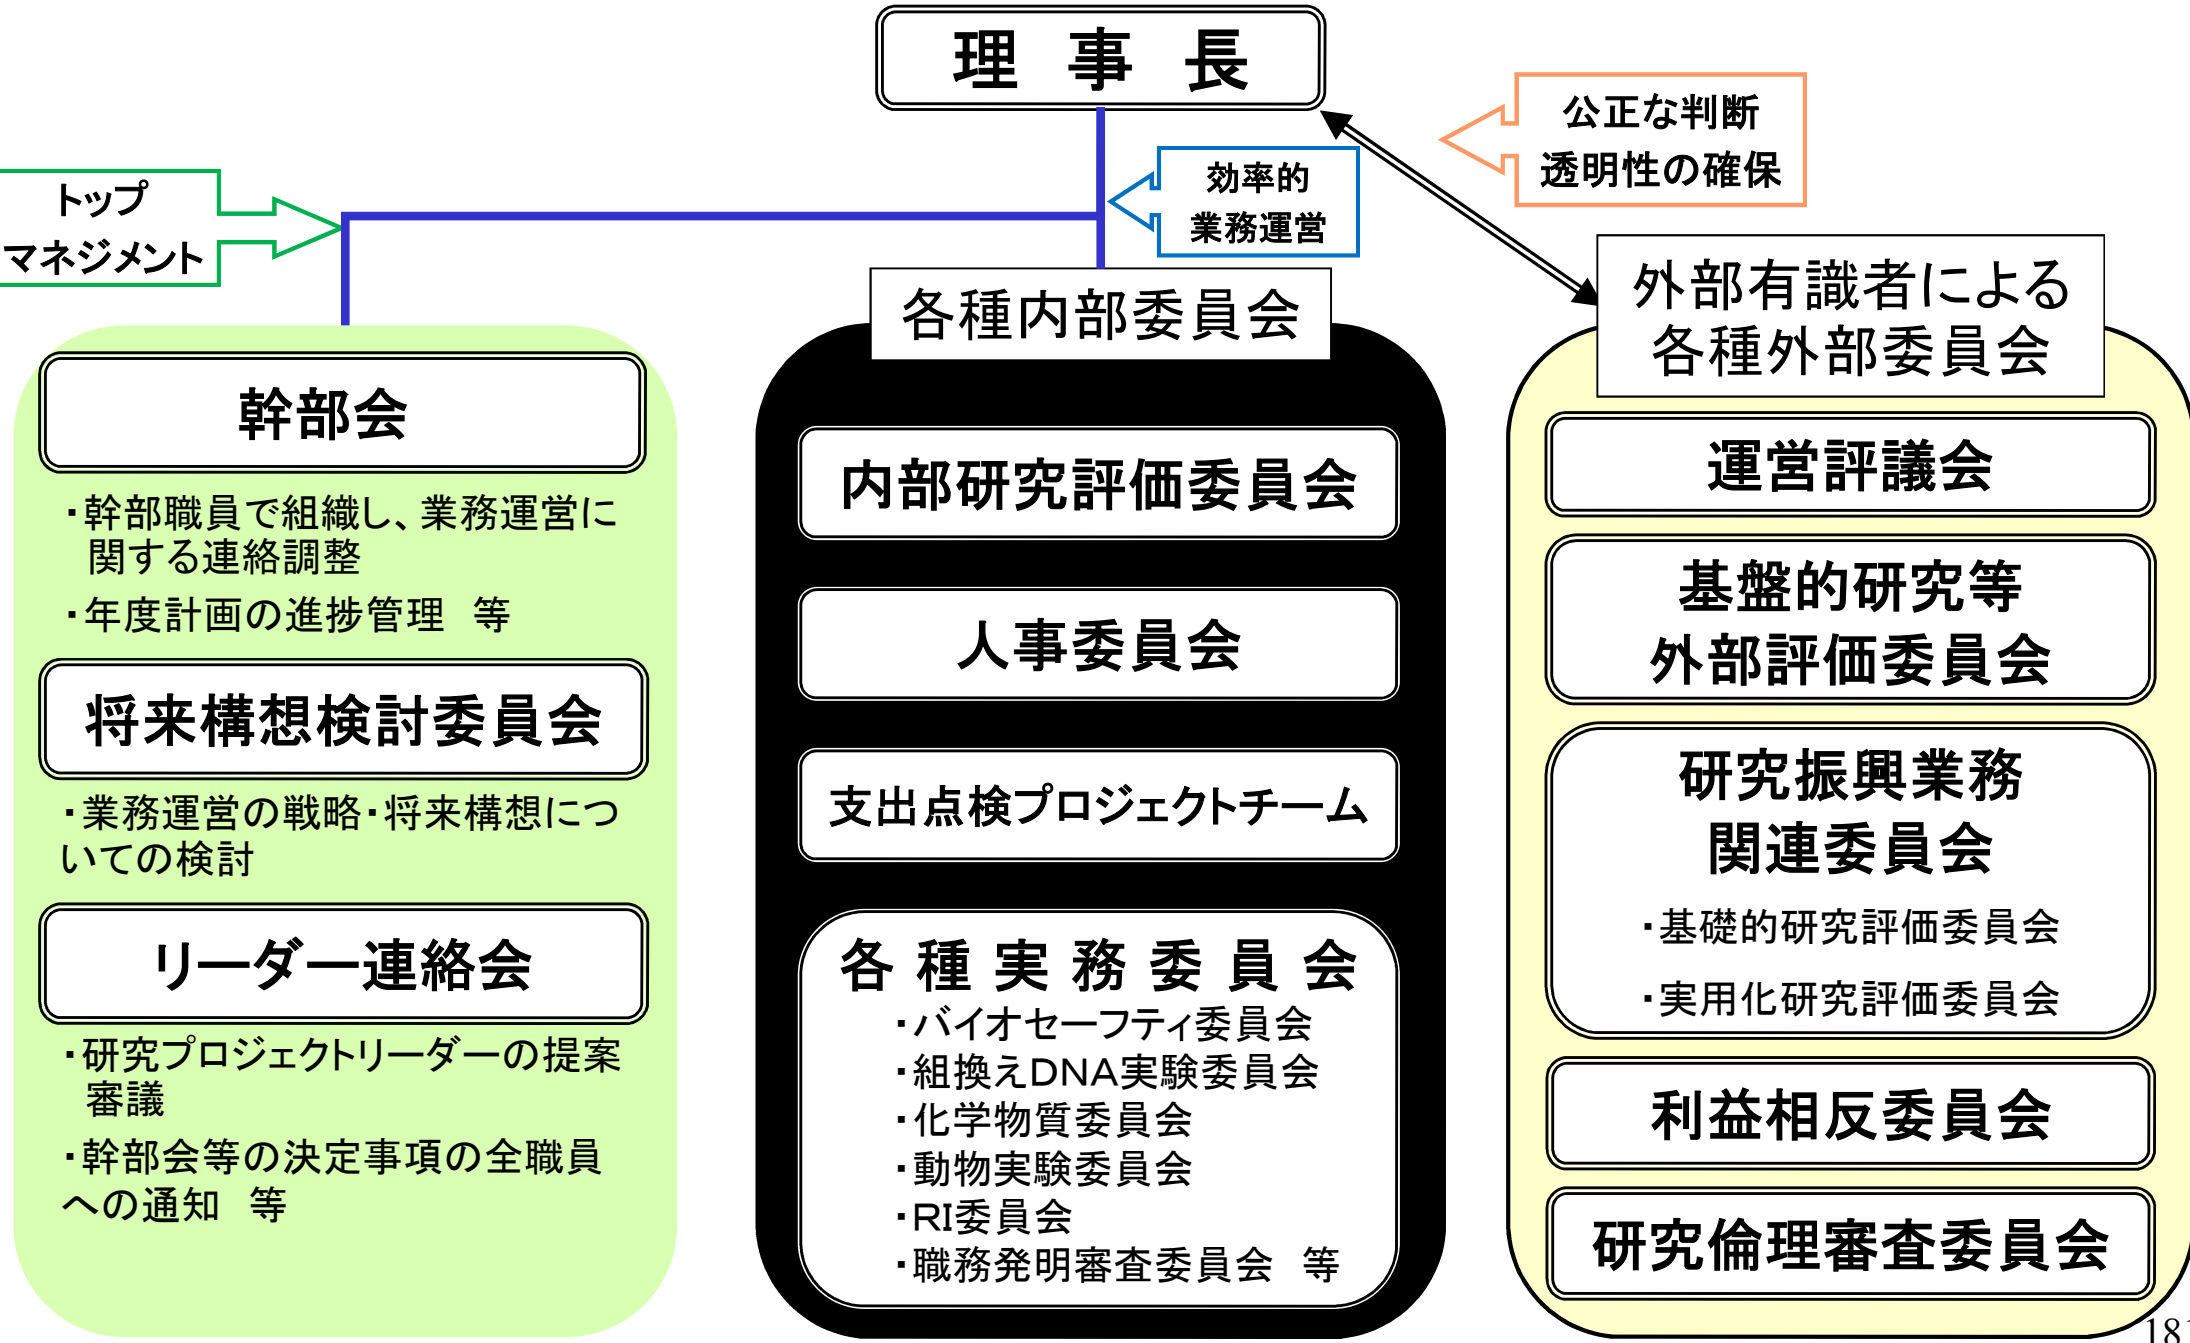 理 事 長
公正な判断
透明性の確保
効率的
業務運営
トップ
マネジメント
幹部会
・幹部職員で組織し、業務運営に
関する連絡調整
・年度計画の進捗管理　等
将来構想検討委員会
・業務運営の戦略・将来構想につ
いての検討
リーダー連絡会
・研究プロジェクトリーダーの提案
審議
・幹部会等の決定事項の全職員
への通知　等
各種内部委員会
内部研究評価委員会
人事委員会
支出点検プロジェクトチーム
各 種 実 務 委 員 会
・バイオセーフティ委員会
・組換えDNA実験委員会
・化学物質委員会
・動物実験委員会
・RI委員会
・職務発明審査委員会　等
外部有識者による
各種外部委員会
運営評議会
基盤的研究等
外部評価委員会
研究振興業務
関連委員会
・基礎的研究評価委員会
・実用化研究評価委員会
利益相反委員会
研究倫理審査委員会
181